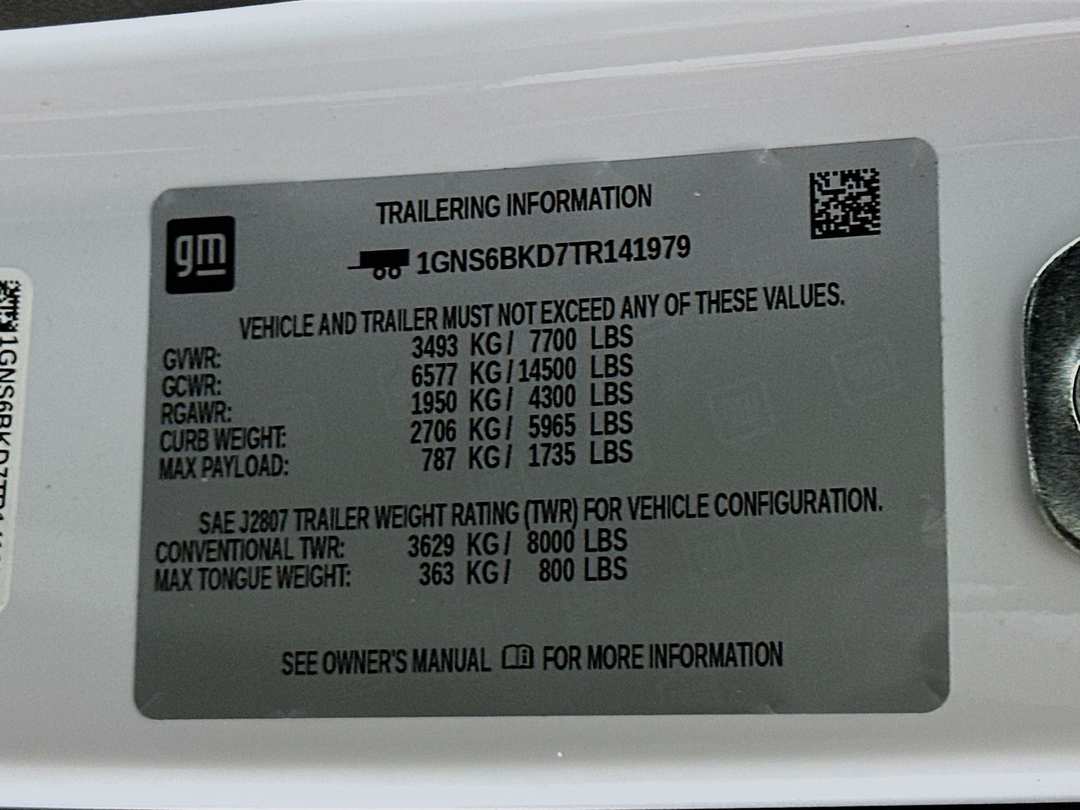 gm
TRAILERING INFORMATION
1GNS6BKD7TR141979
VEHICLE AND TRAILER MUST NOT EXCEED ANY OF THESE VALUES.
GVWR: 3493 KG/ 7700 LBS
GCWR: 6577 KG/ 14500 LBS
RGAWR: 1950 KG/ 4300 LBS
CURB WEIGHT: 2706 KG/ 5965 LBS
MAX PAYLOAD: 787 KG/ 1735 LBS
SAE J2807 TRAILER WEIGHT RATING (TWR) FOR VEHICLE CONFIGURATION.
CONVENTIONAL TWR: 3629 KG/ 8000 LBS
MAX TONGUE WEIGHT: 363 KG/ 800 LBS
SEE OWNER'S MANUAL FOR MORE INFORMATION